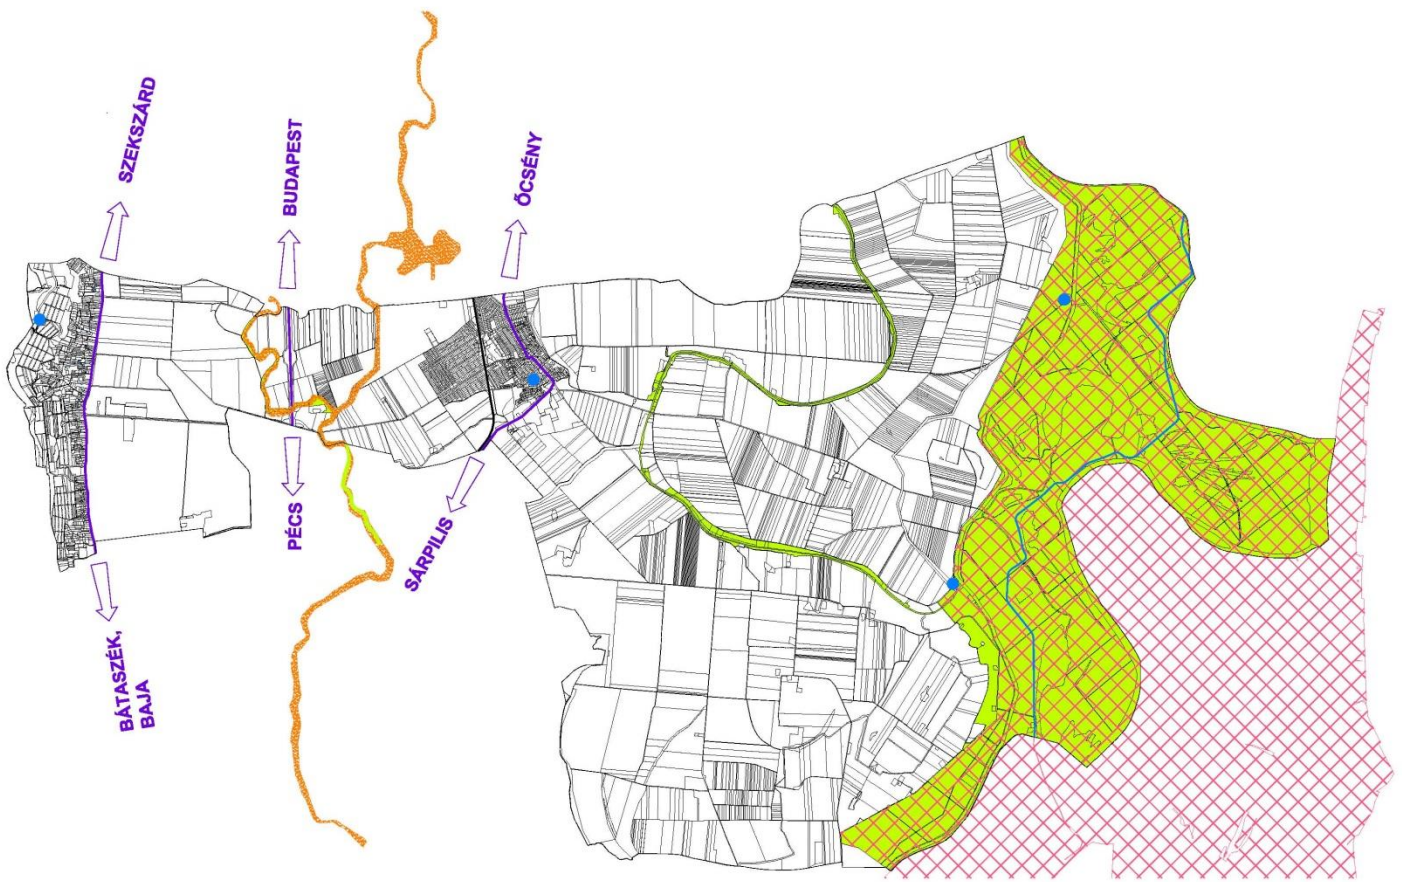 SZEKSZÁRD
BUDAPEST
ŐCSÉNY
PÉCS
SÁRPILIS
BÁTASZÉK,
BAJA